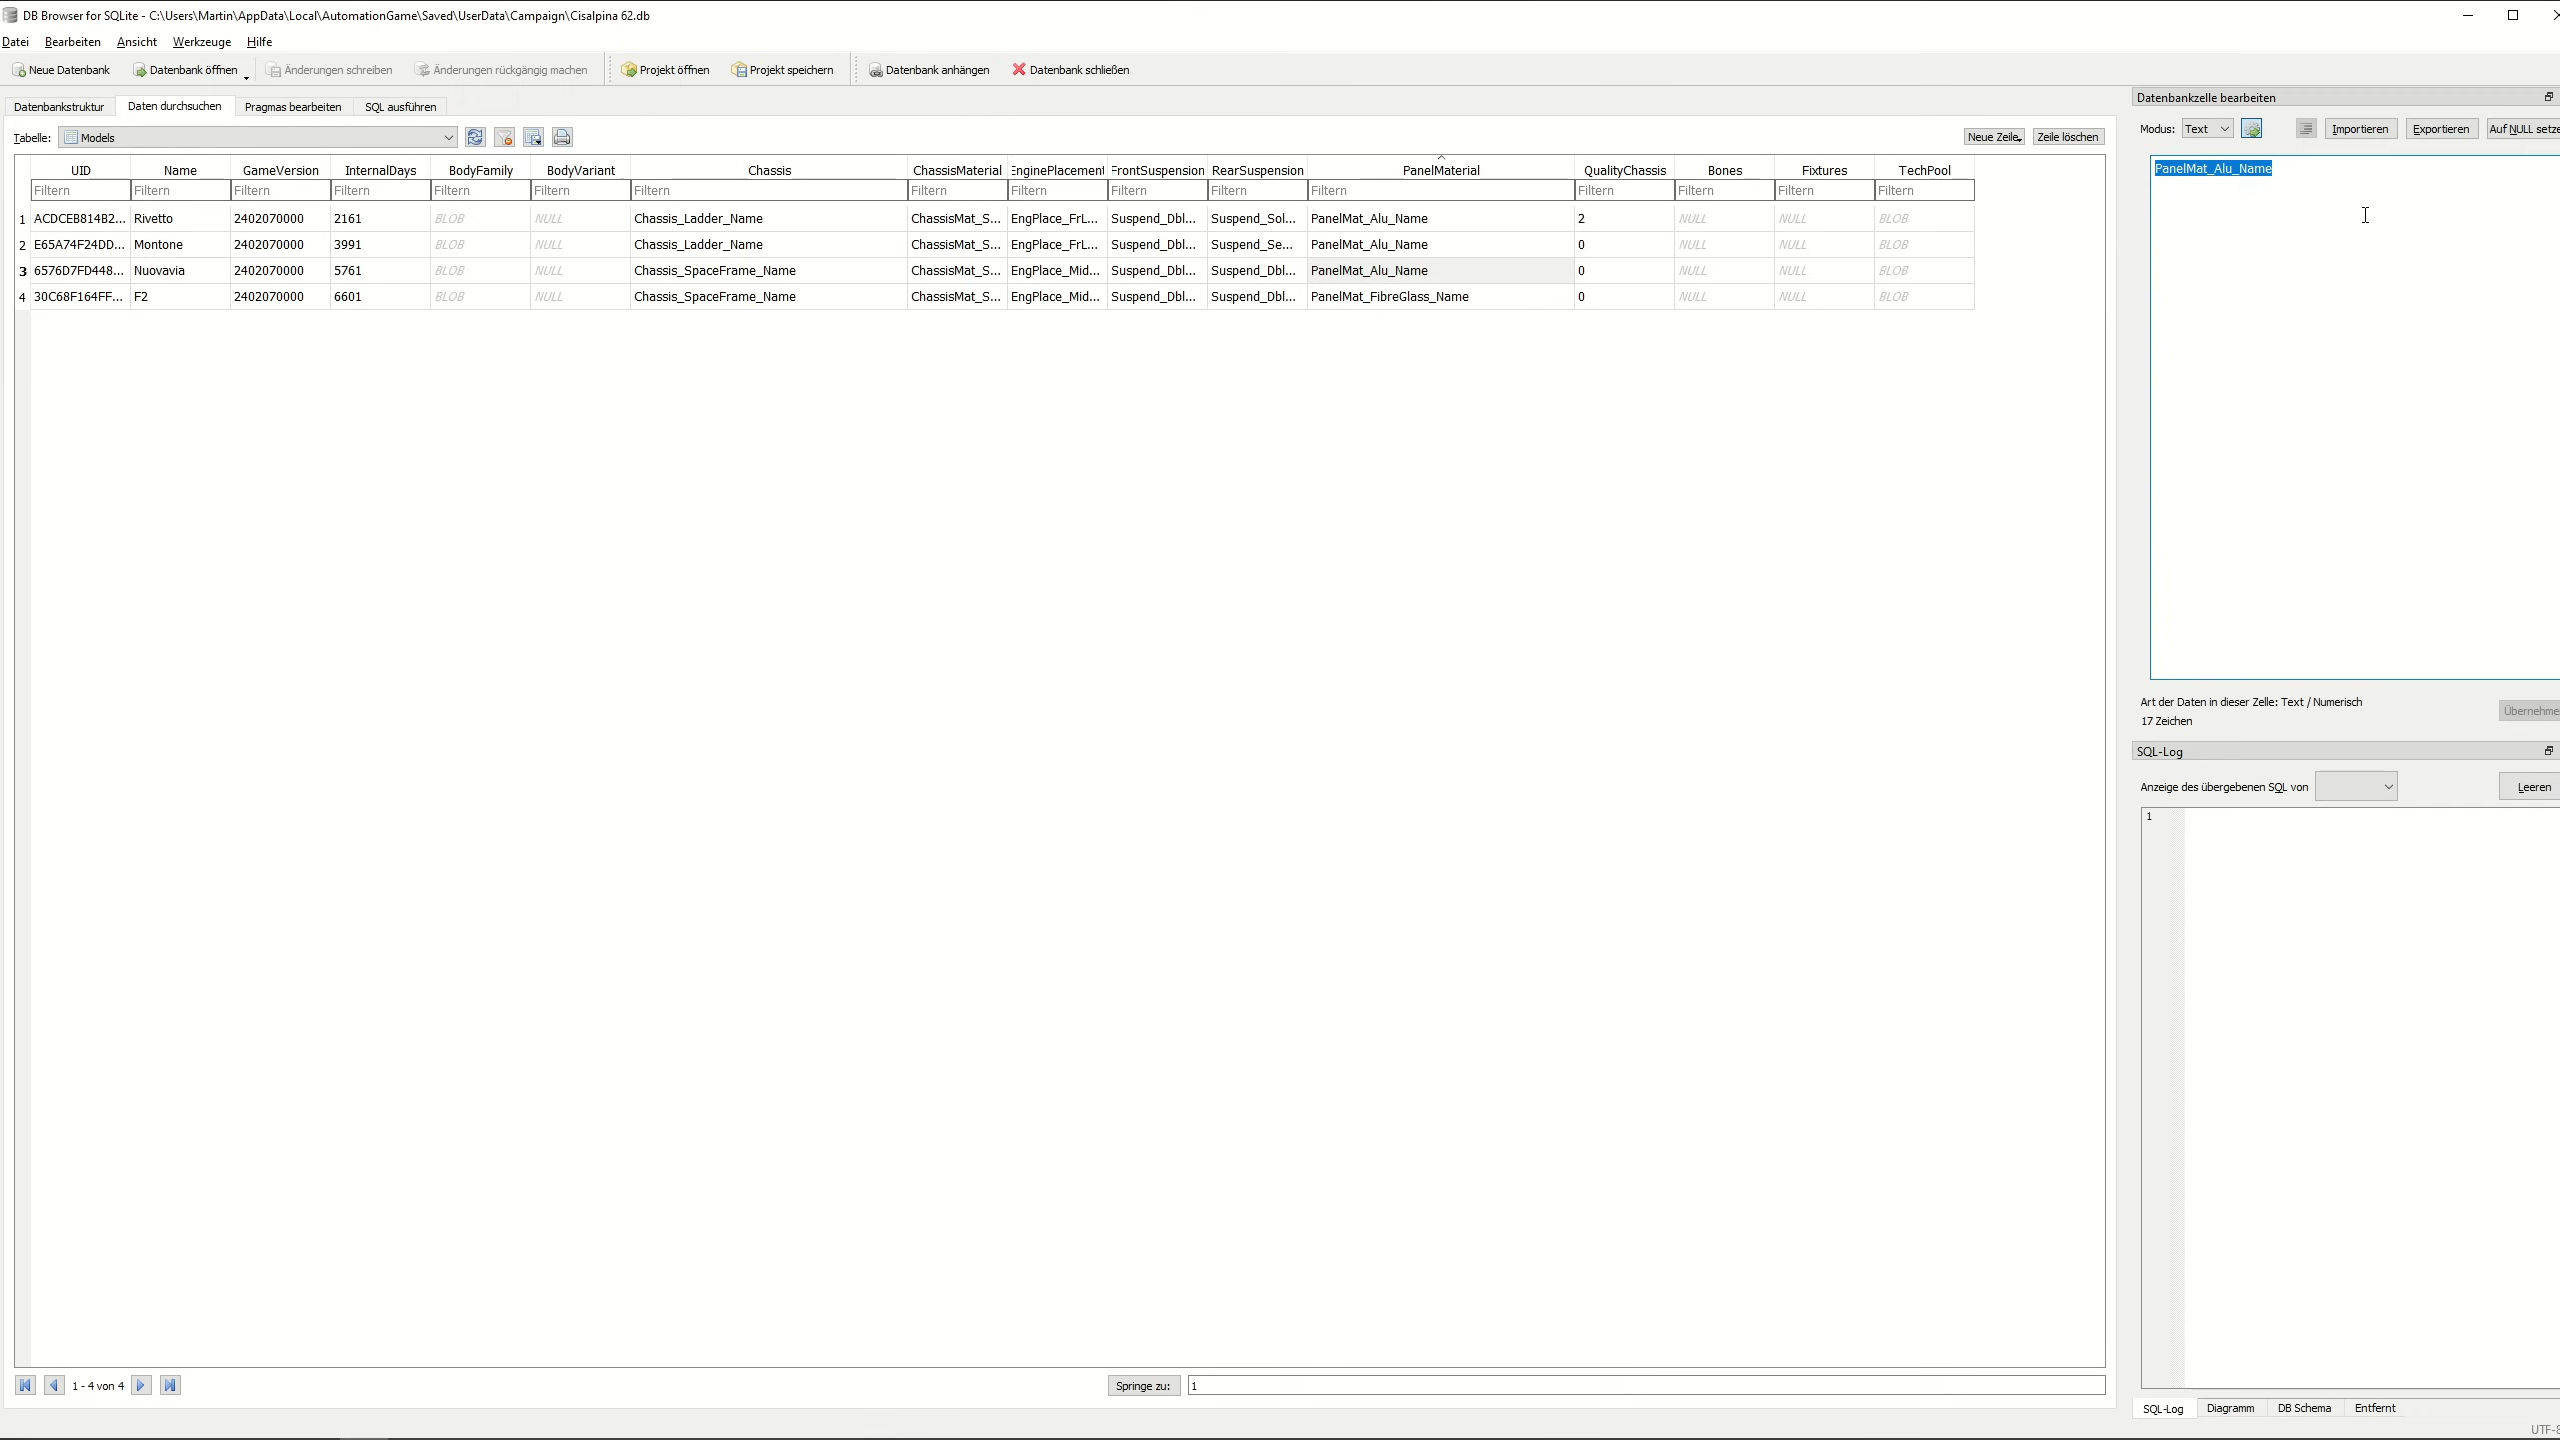 DB Browser for SQLite - C:\Users\Martin\AppData\Local\AutomationGame\Saved\UserData\Campaign\Cisalpina 62.db
Datei Bearbeiten Ansicht Werkzeuge Hilfe
Neue Datenbank Datenbank öffnen Änderungen schreiben Änderungen rückgängig machen Projekt öffnen Projekt speichern Datenbank anhängen Datenbank schließen
Datenbankstruktur Daten durchsuchen Pragmas bearbeiten SQL ausführen
Tabelle: Models Neue Zeile Zeile löschen
UID Name GameVersion InternalDays BodyFamily BodyVariant Chassis ChassisMaterial EnginePlacement FrontSuspension RearSuspension PanelMaterial QualityChassis Bones Fixtures TechPool
Filtern Filtern Filtern Filtern Filtern Filtern Filtern Filtern Filtern Filtern Filtern Filtern Filtern Filtern Filtern Filtern
1 ACDCEB814B2... Rivetto 2402070000 2161 BLOB NULL Chassis_Ladder_Name ChassisMat_S... EngPlace_FrL... Suspend_Dbl... Suspend_Sol... PanelMat_Alu_Name 2 NULL NULL BLOB
2 E65A74F24DD... Montone 2402070000 3991 BLOB NULL Chassis_Ladder_Name ChassisMat_S... EngPlace_FrL... Suspend_Dbl... Suspend_Se... PanelMat_Alu_Name 0 NULL NULL BLOB
3 6576D7FD448... Nuovavia 2402070000 5761 BLOB NULL Chassis_SpaceFrame_Name ChassisMat_S... EngPlace_Mid... Suspend_Dbl... Suspend_Dbl... PanelMat_Alu_Name 0 NULL NULL BLOB
4 30C68F164FF... F2 2402070000 6601 BLOB NULL Chassis_SpaceFrame_Name ChassisMat_S... EngPlace_Mid... Suspend_Dbl... Suspend_Dbl... PanelMat_FibreGlass_Name 0 NULL NULL BLOB
1 - 4 von 4 Springe zu: 1
Datenbankzelle bearbeiten
Modus: Text Importieren Exportieren Auf NULL setze
PanelMat_Alu_Name
Art der Daten in dieser Zelle: Text / Numerisch
17 Zeichen
Übernehme
SQL-Log
Anzeige des übergebenen SQL von Leeren
1
SQL-Log Diagramm DB Schema Entfernt
UTF-8